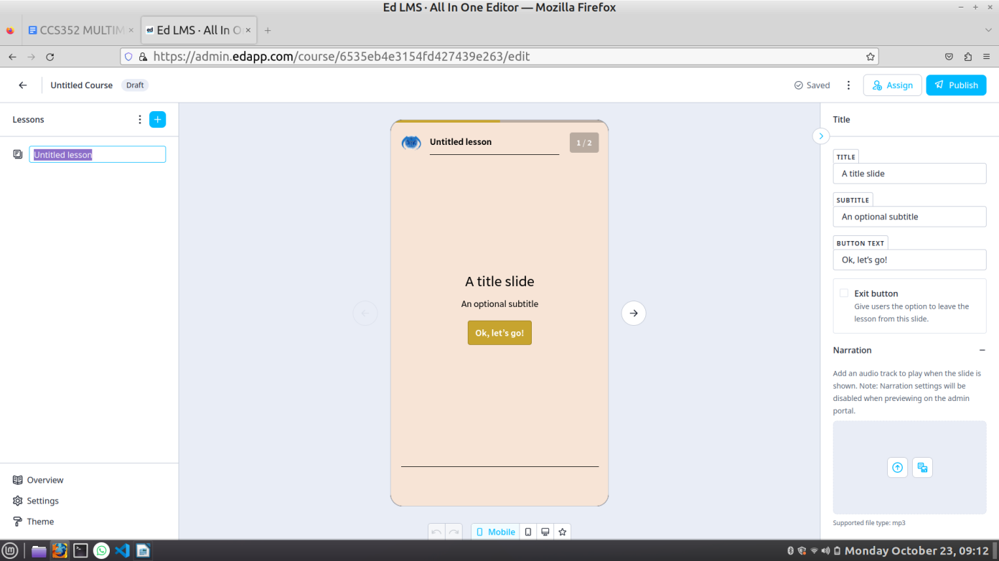 Ed LMS · All In One Editor — Mozilla Firefox
CCS352 MULTIM
ed Ed LMS · All In O
https://admin.edapp.com/course/6535eb4e3154fd427439e263/edit
Untitled Course Draft
Saved Assign Publish
Lessons
Untitled lesson
Untitled lesson
1 / 2
A title slide
An optional subtitle
Ok, let's go!
Title
TITLE
A title slide
SUBTITLE
An optional subtitle
BUTTON TEXT
Ok, let's go!
Exit button
Give users the option to leave the
lesson from this slide.
Narration
Add an audio track to play when the slide is
shown. Note: Narration settings will be
disabled when previewing on the admin
portal.
Supported file type: mp3
Overview
Settings
Theme
Mobile
Monday October 23, 09:12